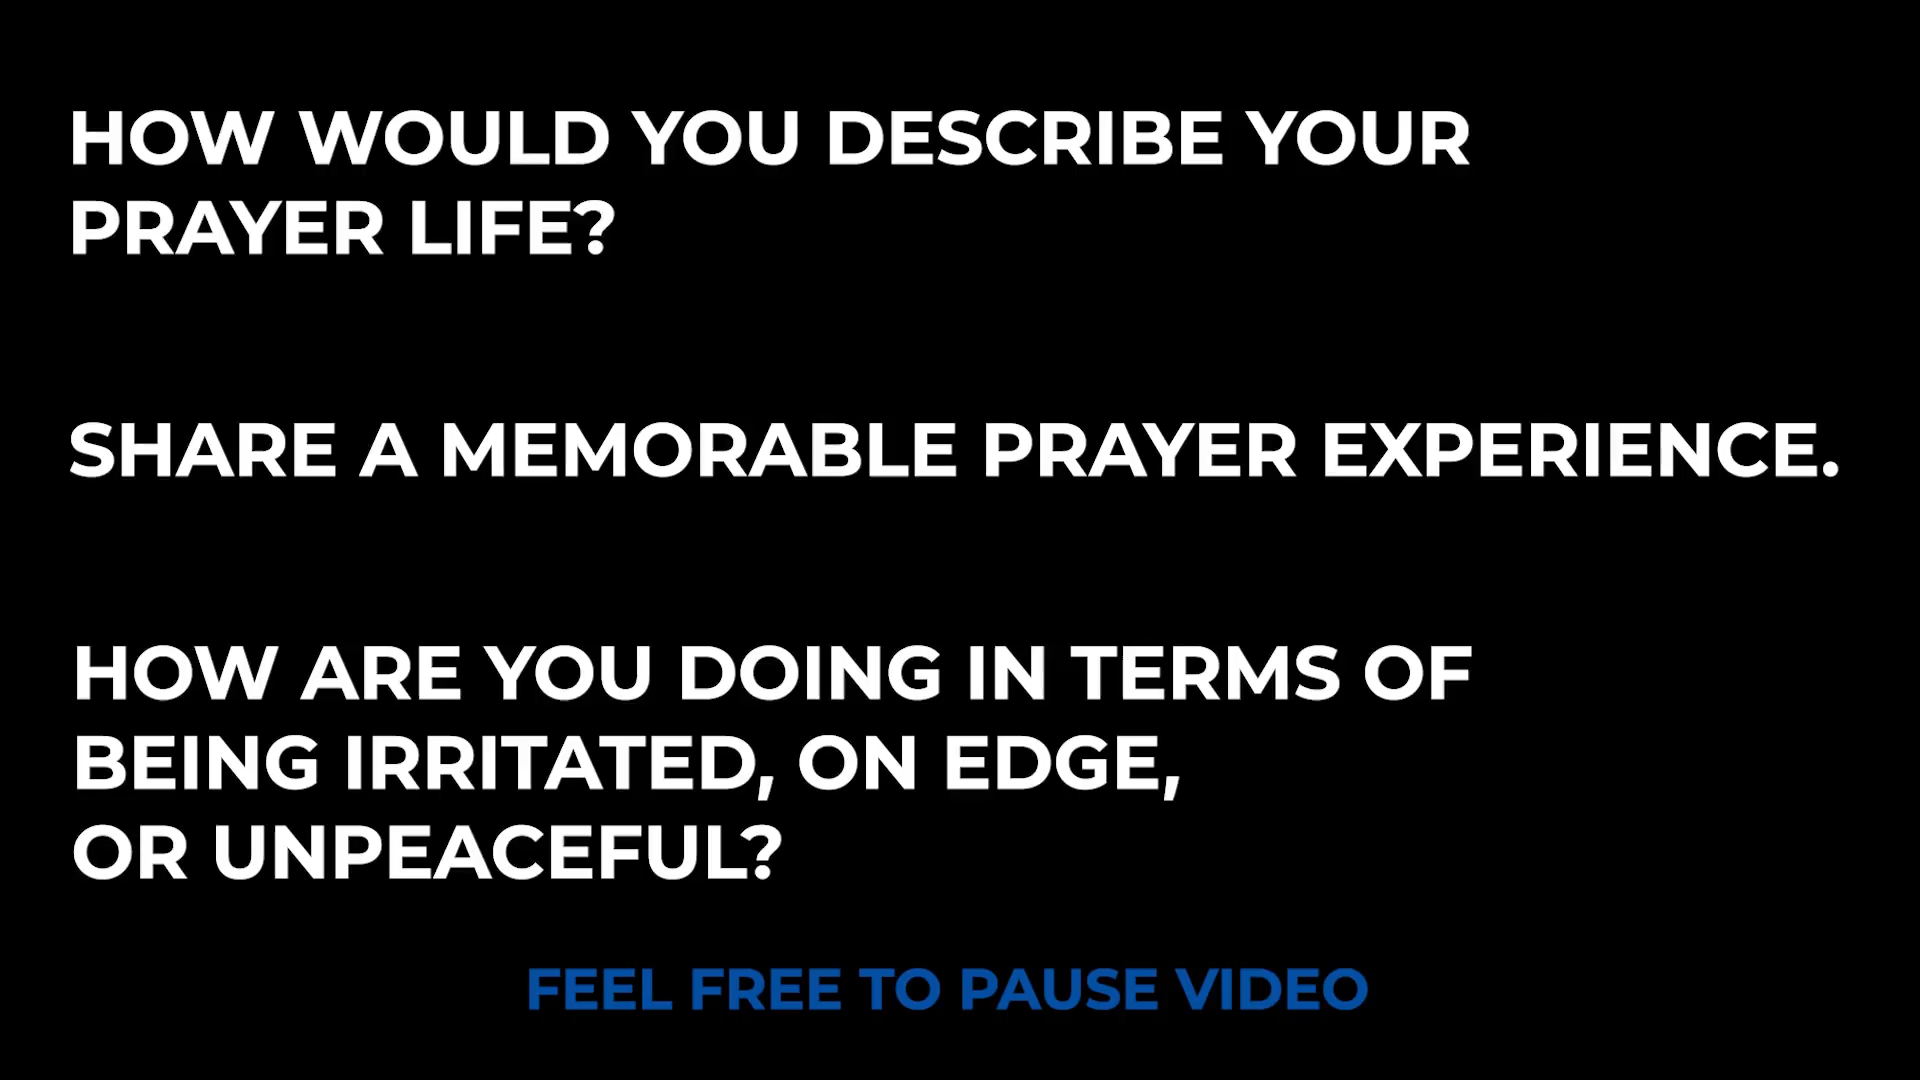 HOW WOULD YOU DESCRIBE YOUR
PRAYER LIFE?
SHARE A MEMORABLE PRAYER EXPERIENCE.
HOW ARE YOU DOING IN TERMS OF
BEING IRRITATED, ON EDGE,
OR UNPEACEFUL?
FEEL FREE TO PAUSE VIDEO